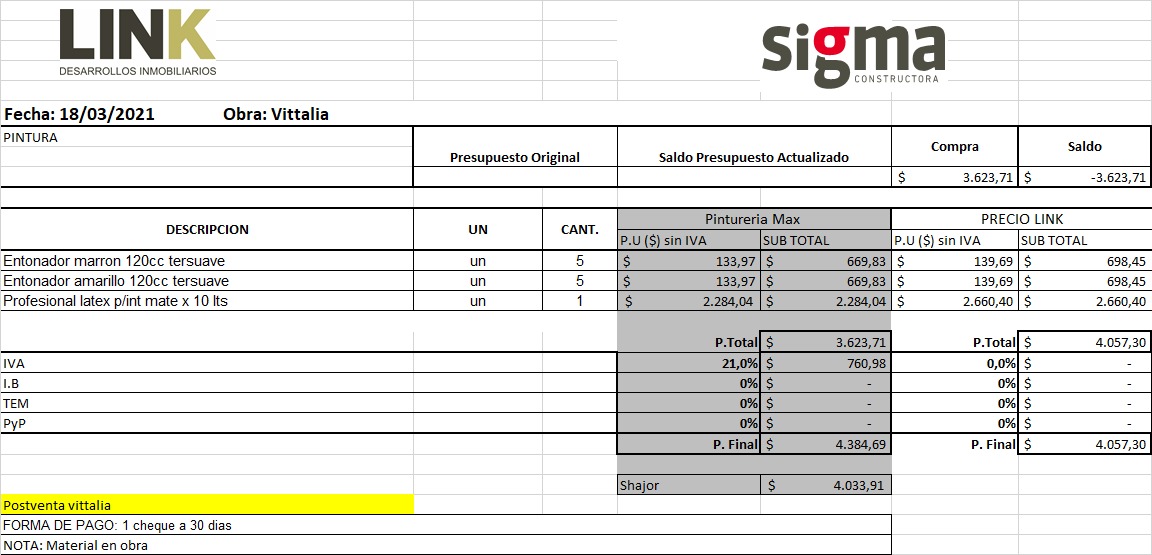 LINK
DESARROLLOS INMOBILIARIOS
sigma
CONSTRUCTORA
Fecha: 18/03/2021 Obra: Vittalia
PINTURA
Presupuesto Original Saldo Presupuesto Actualizado Compra Saldo
$ 3.623,71 $ -3.623,71
DESCRIPCION UN CANT. Pintureria Max PRECIO LINK
P.U ($) sin IVA SUB TOTAL P.U ($) sin IVA SUB TOTAL
Entonador marron 120cc tersuave un 5 $ 133,97 $ 669,83 $ 139,69 $ 698,45
Entonador amarillo 120cc tersuave un 5 $ 133,97 $ 669,83 $ 139,69 $ 698,45
Profesional latex p/int mate x 10 lts un 1 $ 2.284,04 $ 2.284,04 $ 2.660,40 $ 2.660,40
P.Total $ 3.623,71 P.Total $ 4.057,30
IVA 21,0% $ 760,98 0,0% $ -
I.B 0% $ - 0% $ -
TEM 0% $ - 0% $ -
PyP 0% $ - 0% $ -
P. Final $ 4.384,69 P. Final $ 4.057,30
Shajor $ 4.033,91
Postventa vittalia
FORMA DE PAGO: 1 cheque a 30 dias
NOTA: Material en obra